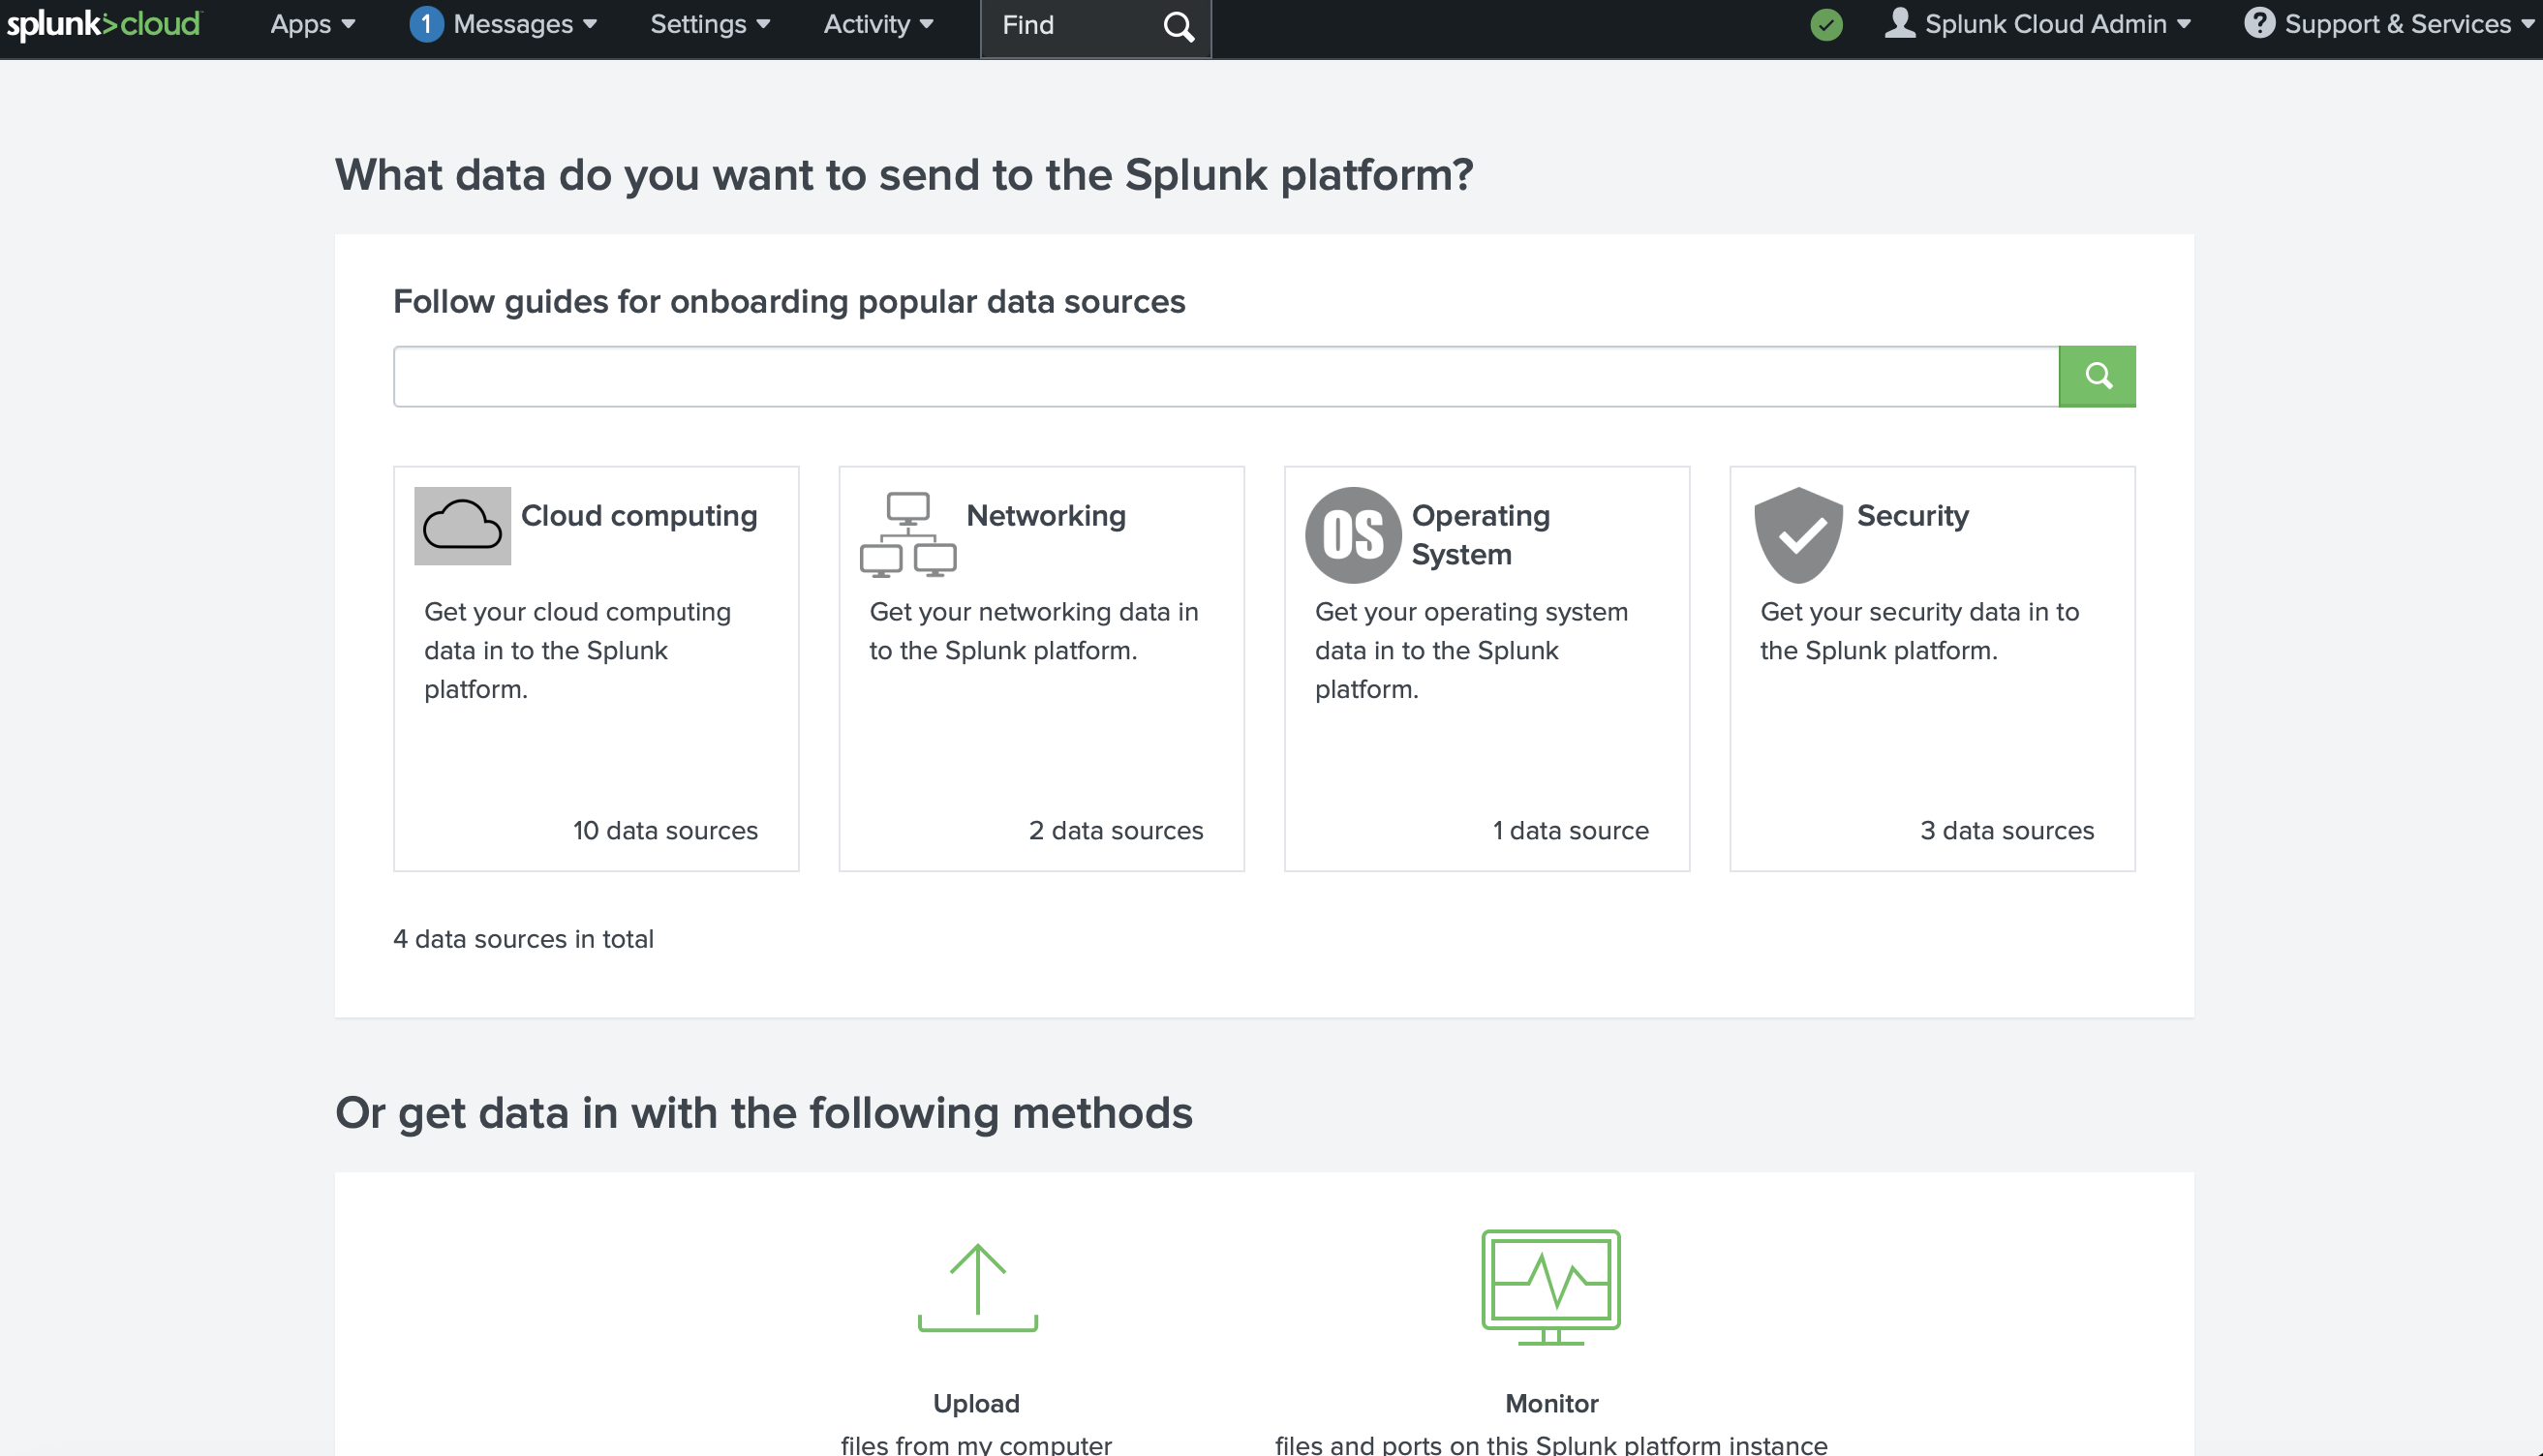 splunk>cloud Apps 1 Messages Settings Activity Find Splunk Cloud Admin ? Support & Services
What data do you want to send to the Splunk platform?
Follow guides for onboarding popular data sources
Cloud computing
Get your cloud computing
data in to the Splunk
platform.
10 data sources
Networking
Get your networking data in
to the Splunk platform.
2 data sources
OS
Operating
System
Get your operating system
data in to the Splunk
platform.
1 data source
Security
Get your security data in to
the Splunk platform.
3 data sources
4 data sources in total
Or get data in with the following methods
Upload
files from my computer
Monitor
files and ports on this Splunk platform instance